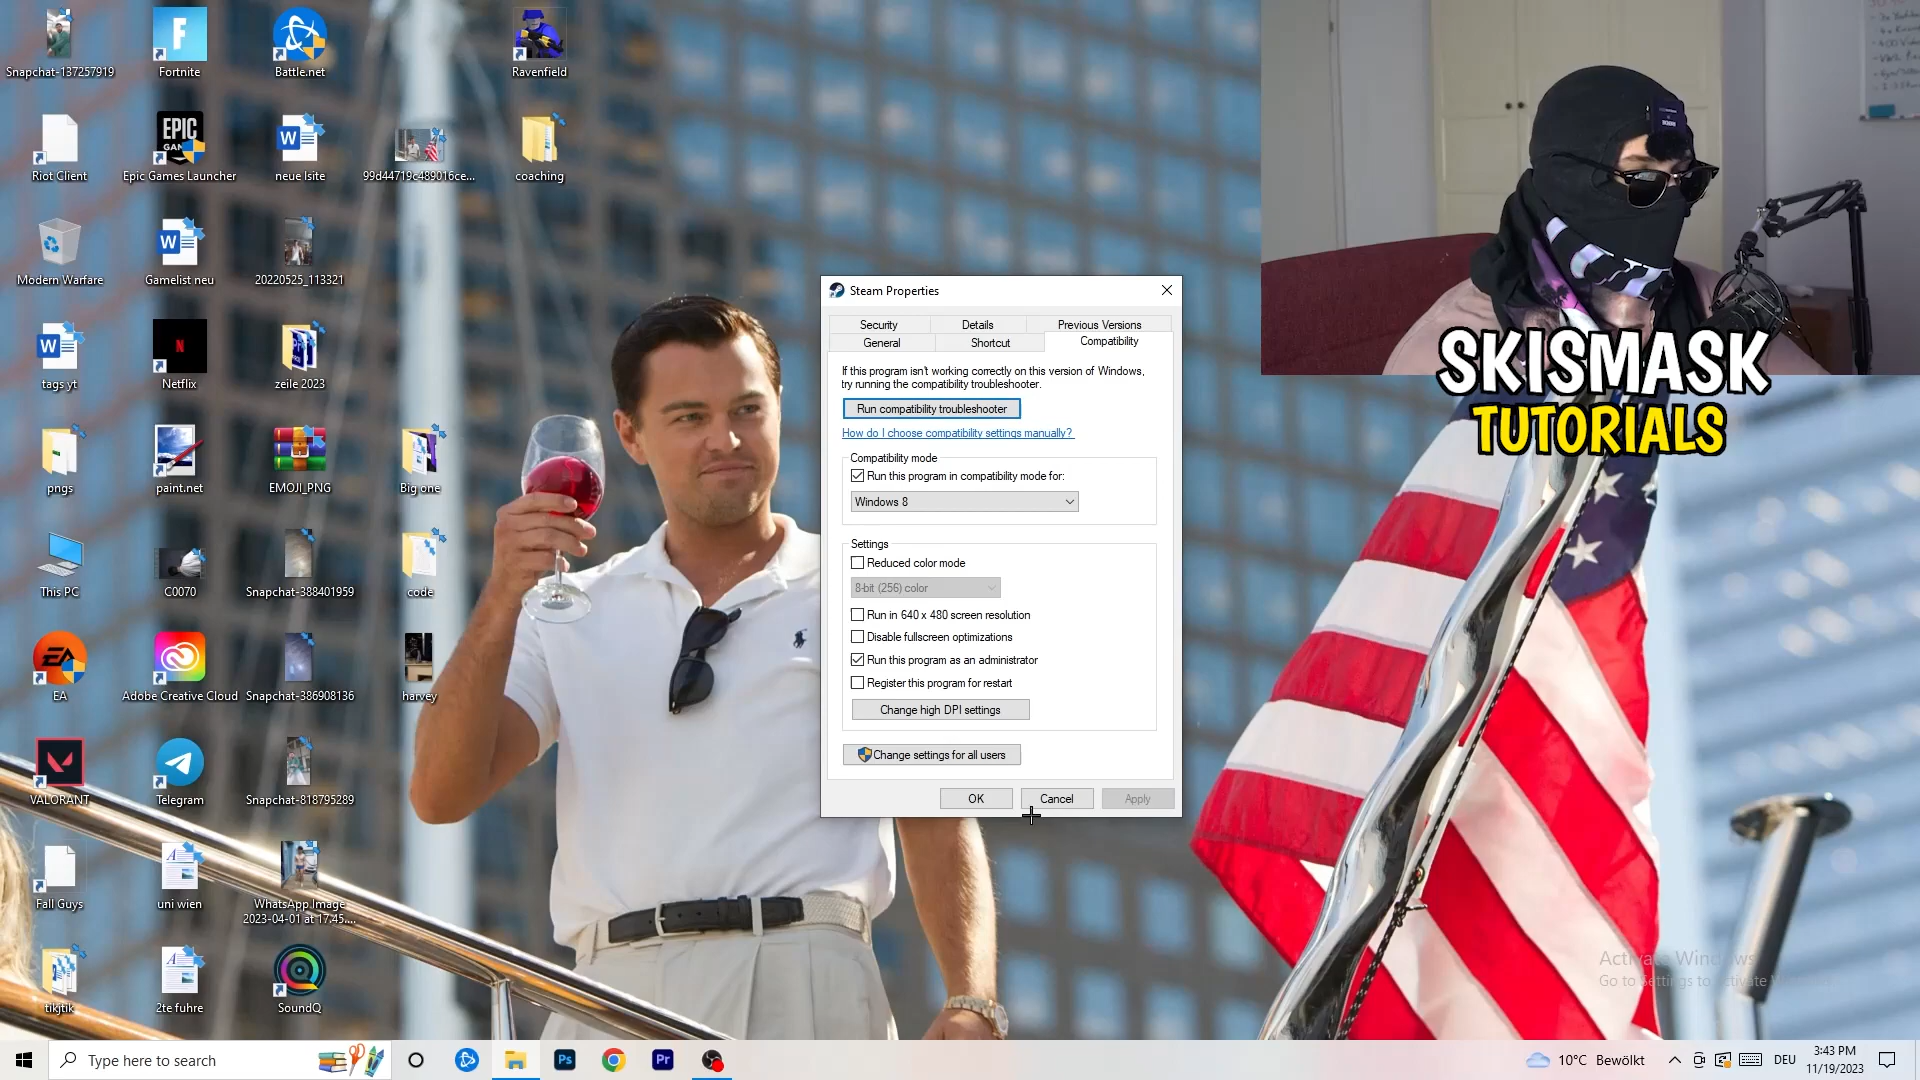 Snapchat-137257919
Fortnite
Battle.net
Ravenfield
Riot Client
EPIC
Epic Games Launcher
neue lsite
99d44719c489016ce...
coaching
Modern Warfare
Gamelist neu
20220525_113321
tags yt
N
Netflix
zeile 2023
pngs
paint.net
EMOJI_PNG
Big one
This PC
C0070
Snapchat-388401959
code
EA
EA
Adobe Creative Cloud
Snapchat-386908136
harvey
VALORANT
Telegram
Snapchat-818795289
Fall Guys
uni wien
WhatsApp Image
2023-04-01 at 17.45....
tikjtik
2te fuhre
SoundQ
Steam Properties
Security
Details
Previous Versions
General
Shortcut
Compatibility
If this program isn't working correctly on this version of Windows,
try running the compatibility troubleshooter.
Run compatibility troubleshooter
How do I choose compatibility settings manually?
Compatibility mode
Run this program in compatibility mode for:
Windows 8
Settings
Reduced color mode
8-bit (256) color
Run in 640 x 480 screen resolution
Disable fullscreen optimizations
Run this program as an administrator
Register this program for restart
Change high DPI settings
Change settings for all users
OK
Cancel
Apply
SKISMASK
TUTORIALS
Type here to search
Ps
Pr
10°C Bewölkt
DEU
3:43 PM
11/19/2023